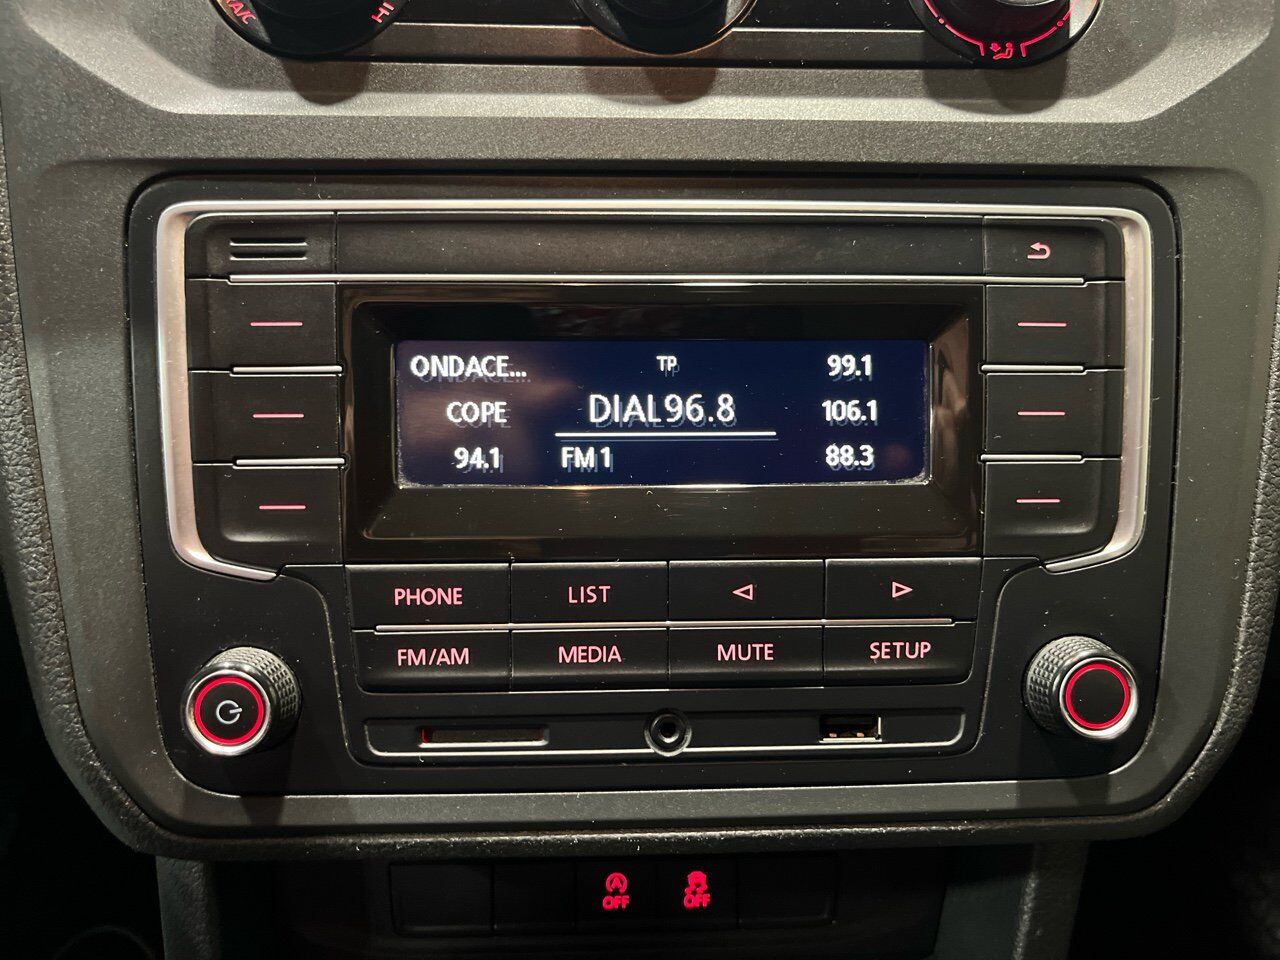 A/C
HI
ONDACE... TP 99.1
COPE DIAL96.8 106.1
94.1 FM1 88.3
PHONE LIST
FM/AM MEDIA MUTE SETUP
A
OFF OFF